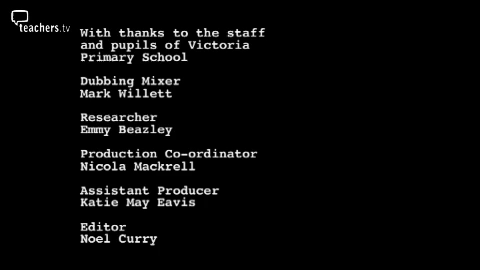 teachers.tv
With thanks to the staff
and pupils of Victoria
Primary School
Dubbing Mixer
Mark Willett
Researcher
Emmy Beazley
Production Co-ordinator
Nicola Mackrell
Assistant Producer
Katie May Eavis
Editor
Noel Curry